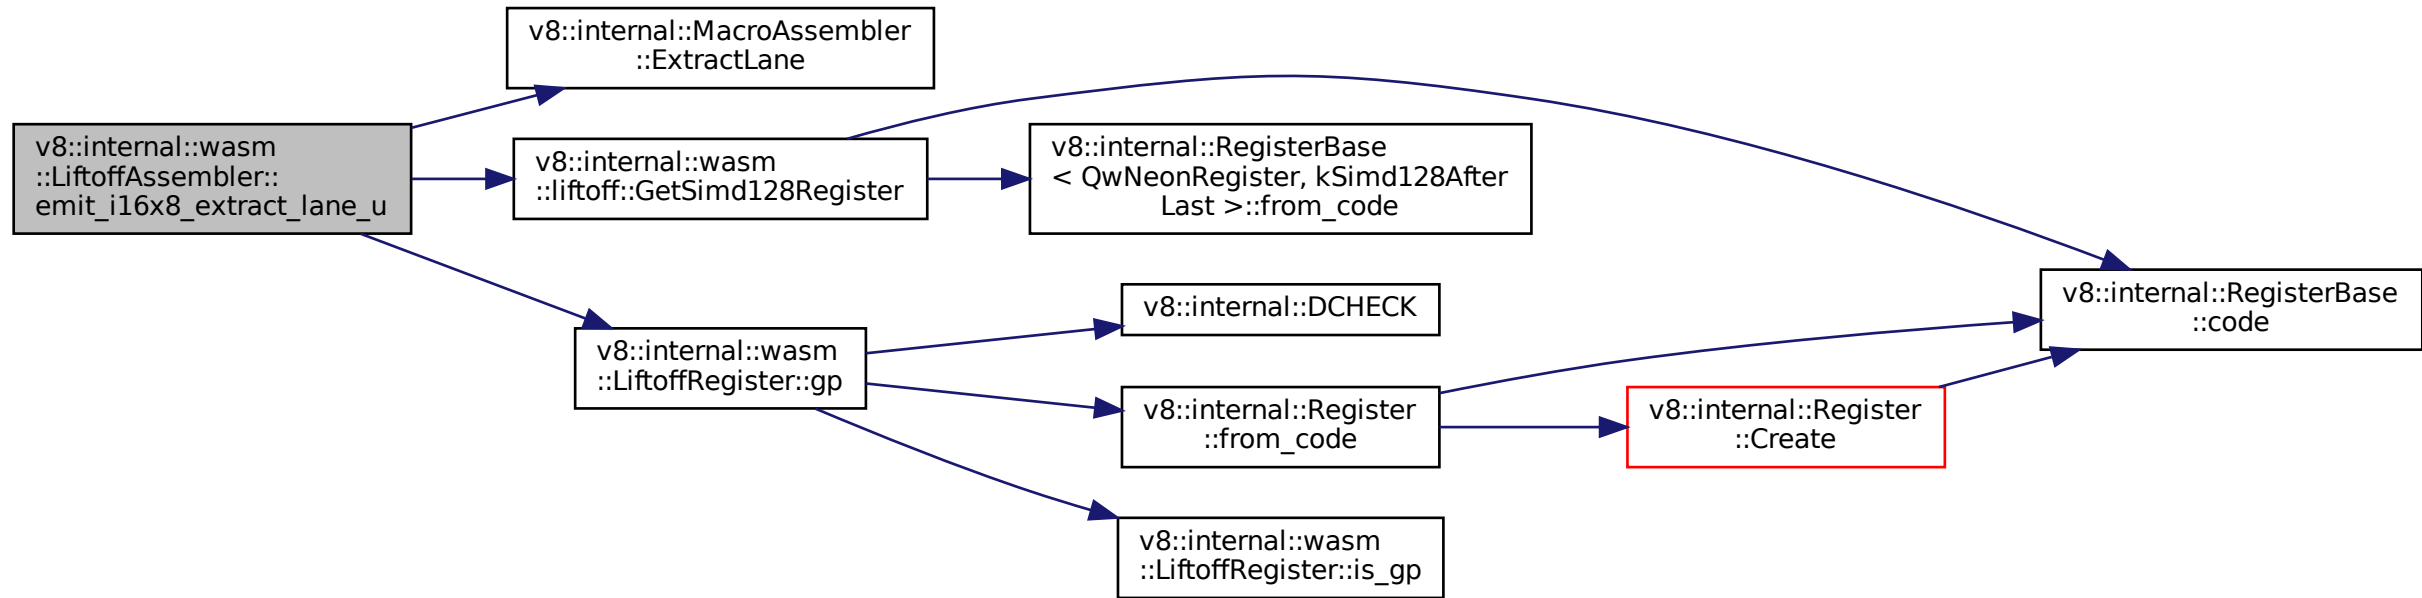 v8::internal::MacroAssembler
::ExtractLane
v8::internal::wasm
::LiftoffAssembler::
emit_i16x8_extract_lane_u
v8::internal::wasm
::liftoff::GetSimd128Register
v8::internal::RegisterBase
< QwNeonRegister, kSimd128After
Last >::from_code
v8::internal::RegisterBase
::code
v8::internal::DCHECK
v8::internal::wasm
::LiftoffRegister::gp
v8::internal::Register
::from_code
v8::internal::Register
::Create
v8::internal::wasm
::LiftoffRegister::is_gp